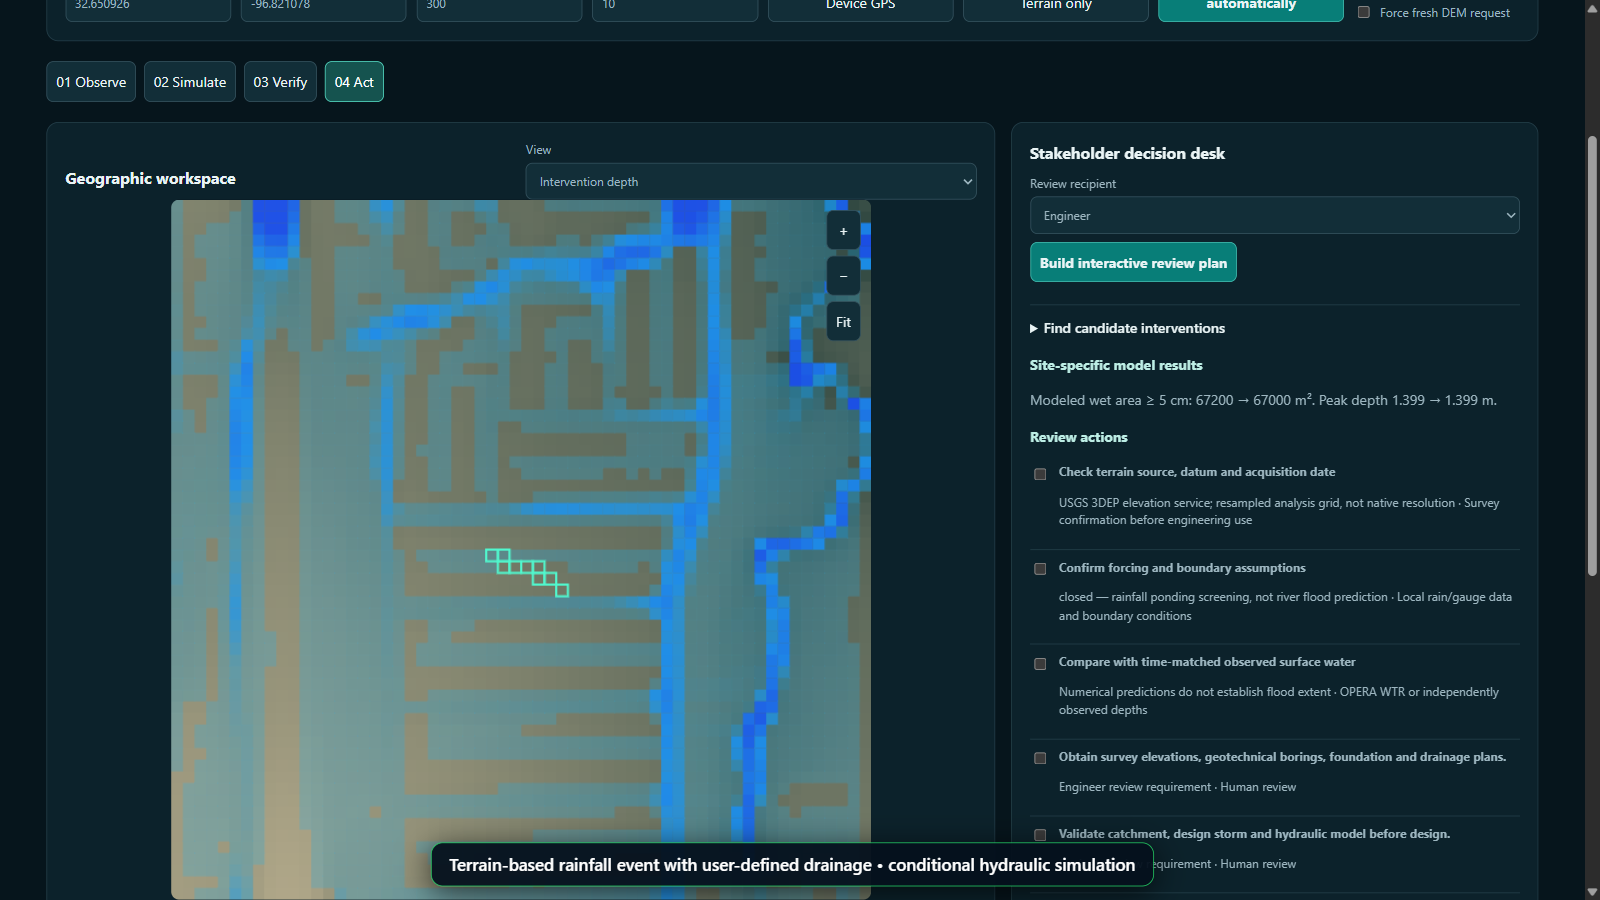 32.650926
-96.821078
300
10
Device GPS
Terrain only
automatically
Force fresh DEM request
01 Observe
02 Simulate
03 Verify
04 Act
Geographic workspace
View
Intervention depth
+
−
Fit
Stakeholder decision desk
Review recipient
Engineer
Build interactive review plan
▶ Find candidate interventions
Site-specific model results
Modeled wet area ≥ 5 cm: 67200 → 67000 m². Peak depth 1.399 → 1.399 m.
Review actions
Check terrain source, datum and acquisition date
USGS 3DEP elevation service; resampled analysis grid, not native resolution · Survey
confirmation before engineering use
Confirm forcing and boundary assumptions
closed — rainfall ponding screening, not river flood prediction · Local rain/gauge data
and boundary conditions
Compare with time-matched observed surface water
Numerical predictions do not establish flood extent · OPERA WTR or independently
observed depths
Obtain survey elevations, geotechnical borings, foundation and drainage plans.
Engineer review requirement · Human review
Validate catchment, design storm and hydraulic model before design.
requirement · Human review
Terrain-based rainfall event with user-defined drainage • conditional hydraulic simulation